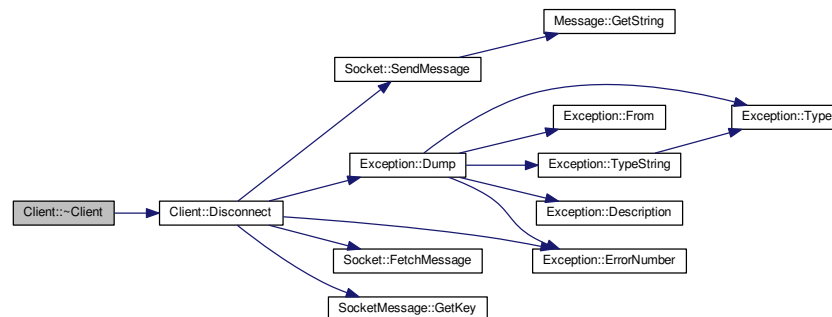 Client::~Client
Client::Disconnect
Socket::SendMessage
Message::GetString
Exception::Dump
Exception::From
Exception::Type
Exception::TypeString
Exception::Description
Exception::ErrorNumber
Socket::FetchMessage
SocketMessage::GetKey